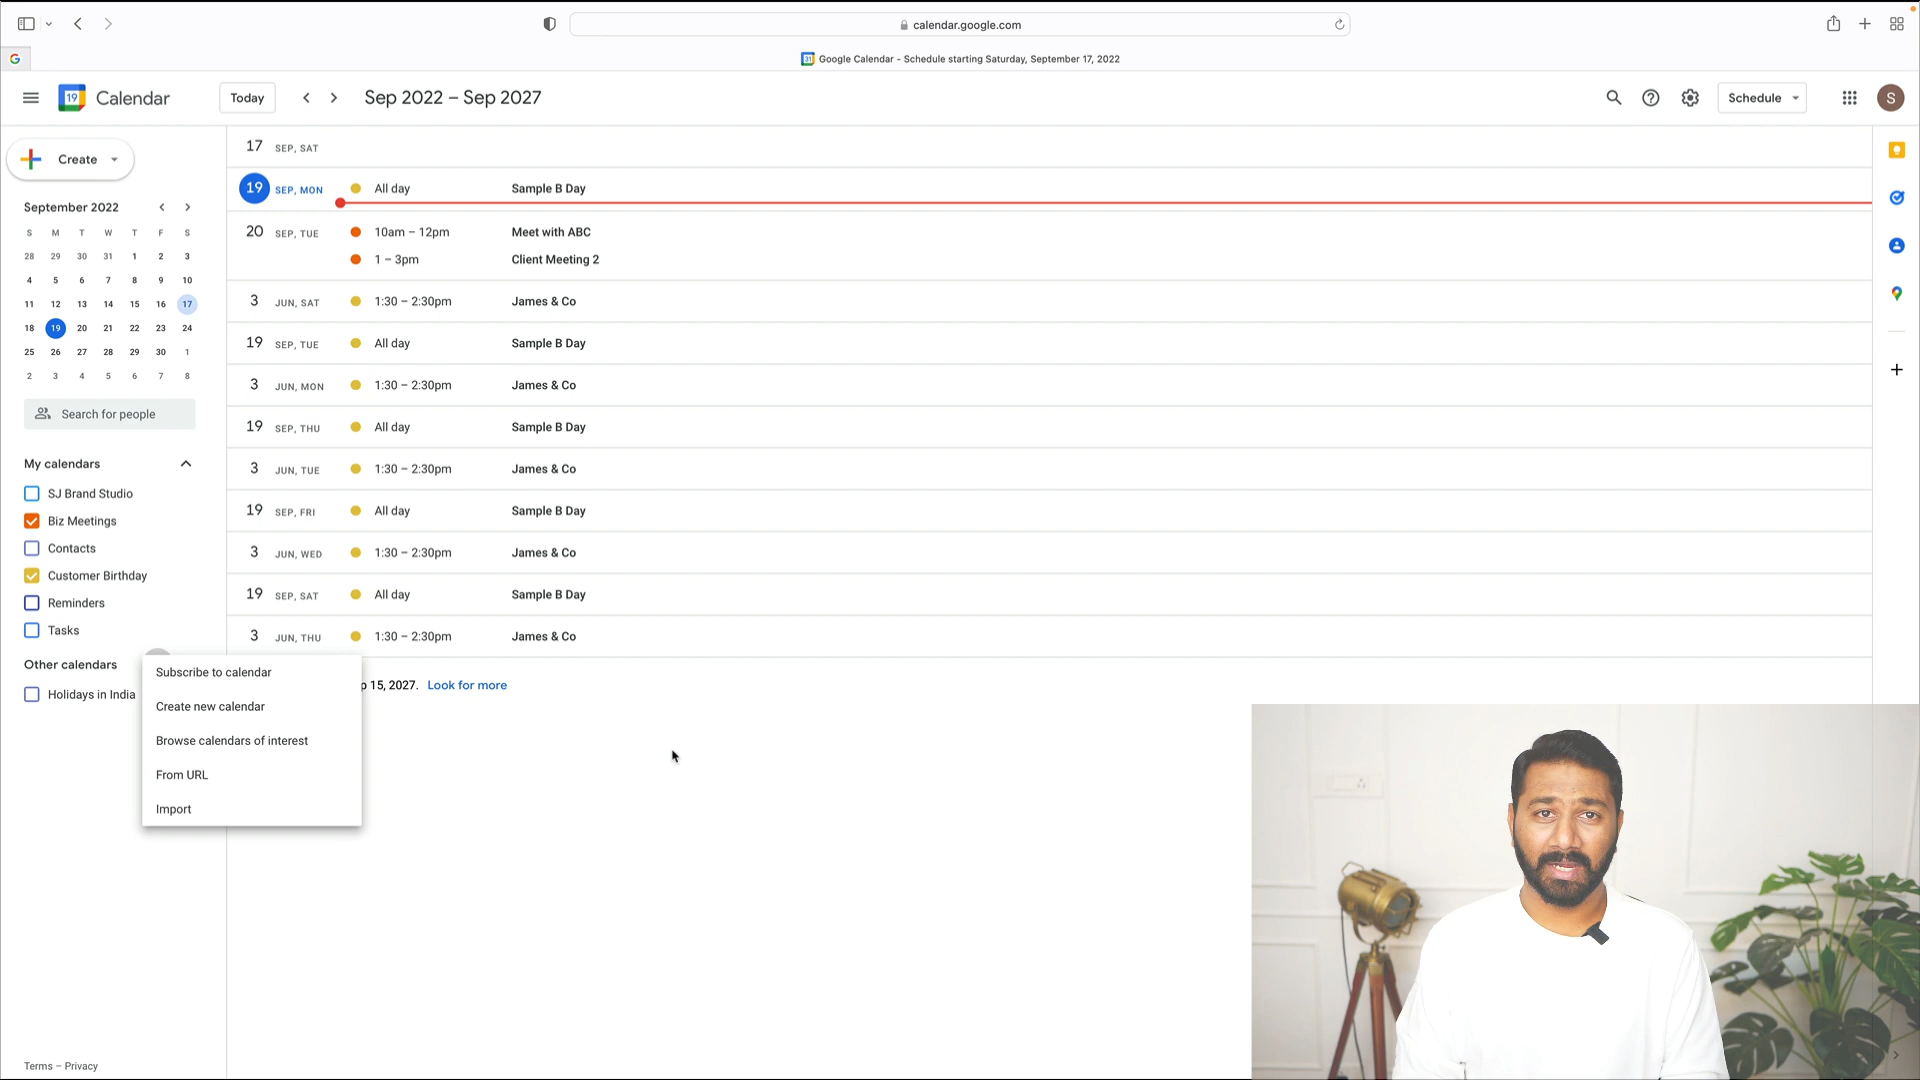 calendar.google.com
Google Calendar - Schedule starting Saturday, September 17, 2022
19 Calendar Today Sep 2022 – Sep 2027 Schedule S
Create
September 2022
S M T W T F S
28 29 30 31 1 2 3
4 5 6 7 8 9 10
11 12 13 14 15 16 17
18 19 20 21 22 23 24
25 26 27 28 29 30 1
2 3 4 5 6 7 8
Search for people
My calendars
SJ Brand Studio
Biz Meetings
Contacts
Customer Birthday
Reminders
Tasks
Other calendars
Holidays in India
Subscribe to calendar
Create new calendar
Browse calendars of interest
From URL
Import
Terms – Privacy
17 SEP, SAT
19 SEP, MON All day Sample B Day
20 SEP, TUE 10am – 12pm Meet with ABC
1 – 3pm Client Meeting 2
3 JUN, SAT 1:30 – 2:30pm James & Co
19 SEP, TUE All day Sample B Day
3 JUN, MON 1:30 – 2:30pm James & Co
19 SEP, THU All day Sample B Day
3 JUN, TUE 1:30 – 2:30pm James & Co
19 SEP, FRI All day Sample B Day
3 JUN, WED 1:30 – 2:30pm James & Co
19 SEP, SAT All day Sample B Day
3 JUN, THU 1:30 – 2:30pm James & Co
15, 2027. Look for more